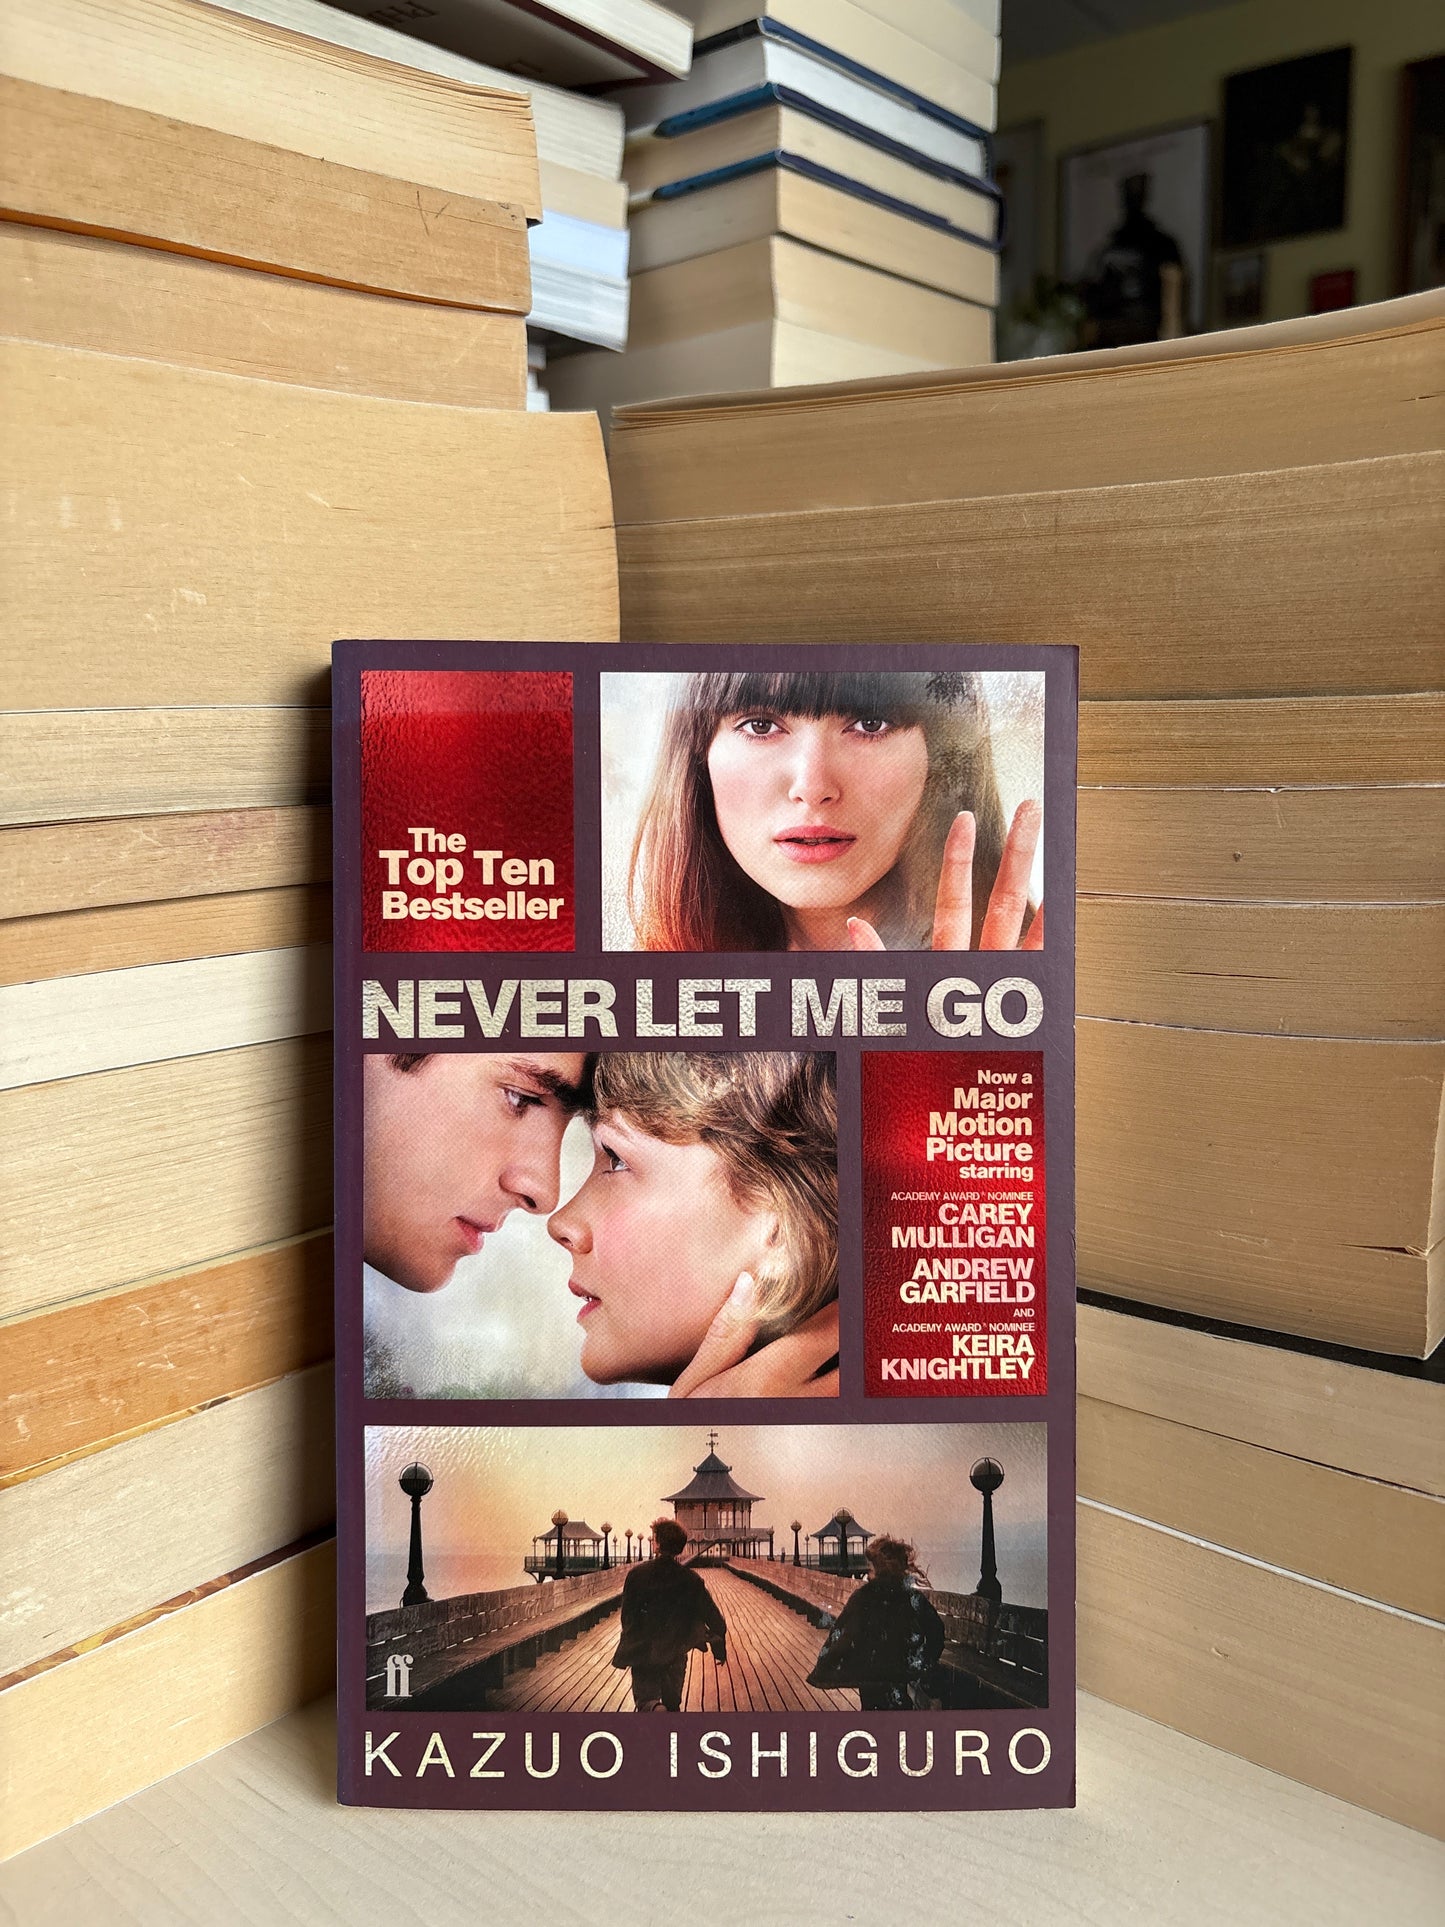 The
Top Ten
Bestseller
NEVER LET ME GO
Now a
Major
Motion
Picture
starring
ACADEMY AWARD® NOMINEE
CAREY
MULLIGAN
ANDREW
GARFIELD
AND
ACADEMY AWARD® NOMINEE
KEIRA
KNIGHTLEY
ff
KAZUO ISHIGURO